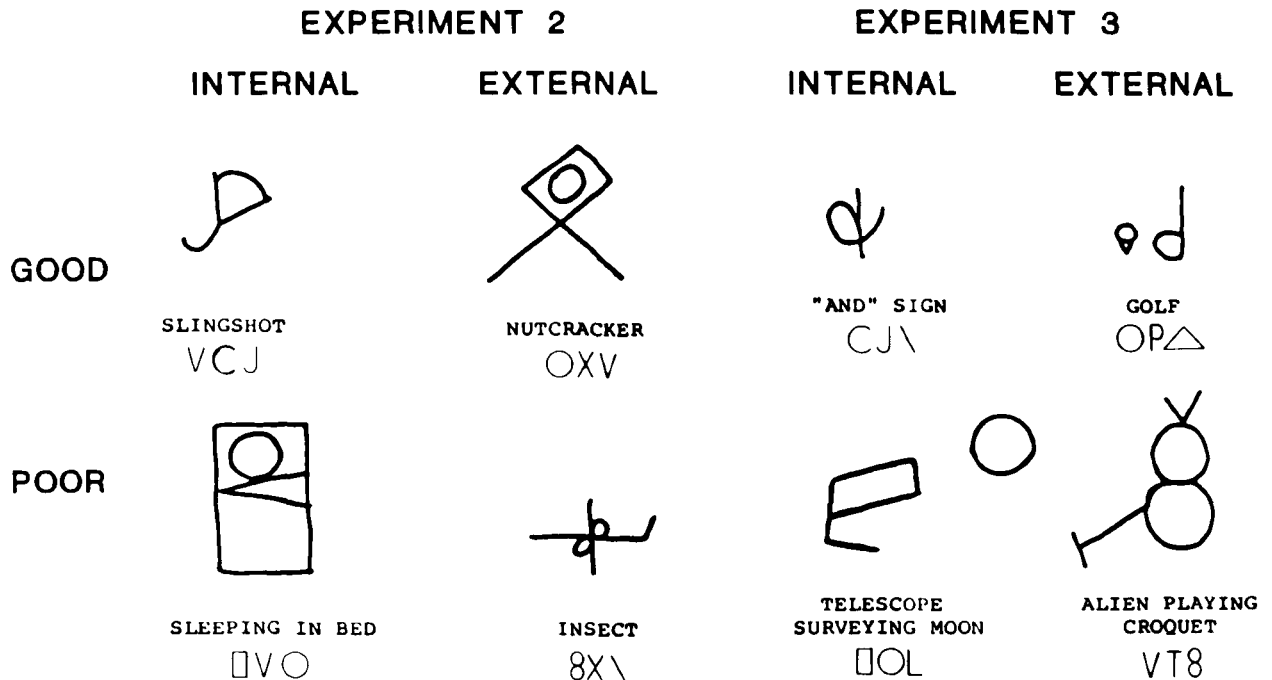 EXPERIMENT 2 EXPERIMENT 3
INTERNAL EXTERNAL INTERNAL EXTERNAL
GOOD
SLINGSHOT
VCJ
NUTCRACKER
OXV
"AND" SIGN
CJ\
GOLF
OP△
POOR
SLEEPING IN BED
▯VO
INSECT
8X\
TELESCOPE
SURVEYING MOON
▯OL
ALIEN PLAYING
CROQUET
VT8